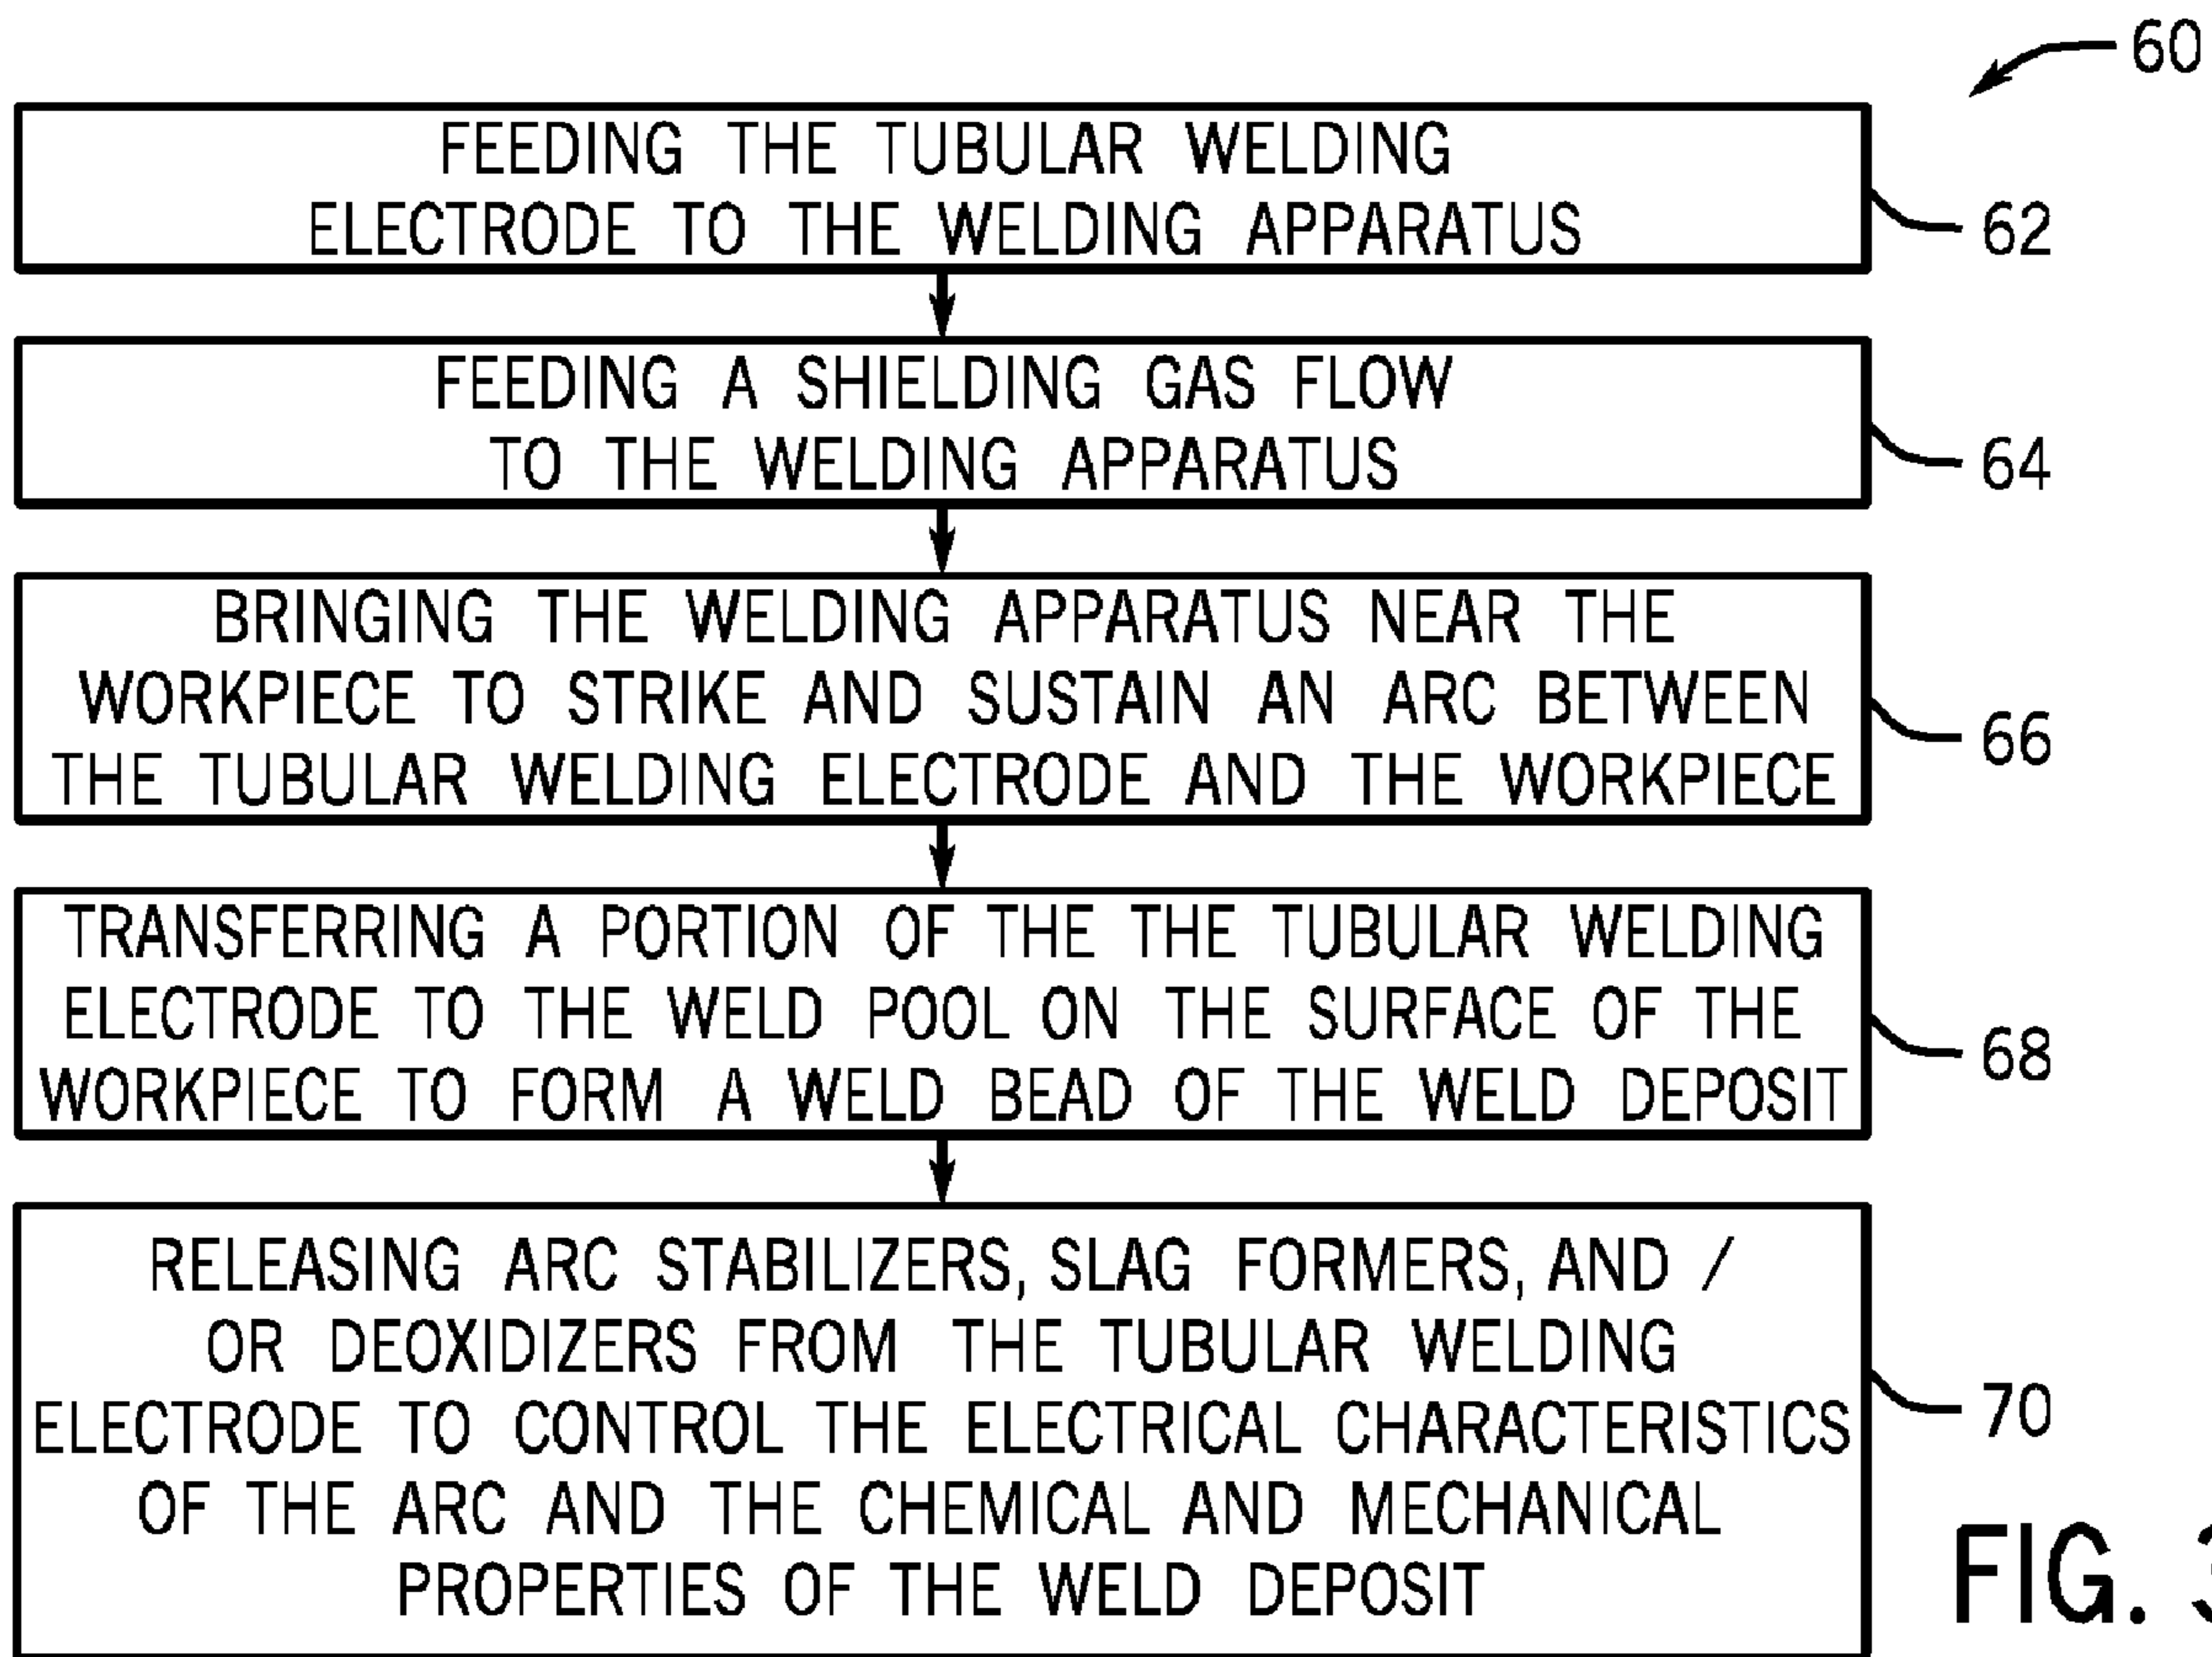 60
FEEDING THE TUBULAR WELDING
ELECTRODE TO THE WELDING APPARATUS
62
FEEDING A SHIELDING GAS FLOW
TO THE WELDING APPARATUS
64
BRINGING THE WELDING APPARATUS NEAR THE
WORKPIECE TO STRIKE AND SUSTAIN AN ARC BETWEEN
THE TUBULAR WELDING ELECTRODE AND THE WORKPIECE
66
TRANSFERRING A PORTION OF THE THE TUBULAR WELDING
ELECTRODE TO THE WELD POOL ON THE SURFACE OF THE
WORKPIECE TO FORM A WELD BEAD OF THE WELD DEPOSIT
68
RELEASING ARC STABILIZERS, SLAG FORMERS, AND /
OR DEOXIDIZERS FROM THE TUBULAR WELDING
ELECTRODE TO CONTROL THE ELECTRICAL CHARACTERISTICS
OF THE ARC AND THE CHEMICAL AND MECHANICAL
PROPERTIES OF THE WELD DEPOSIT
70
FIG.